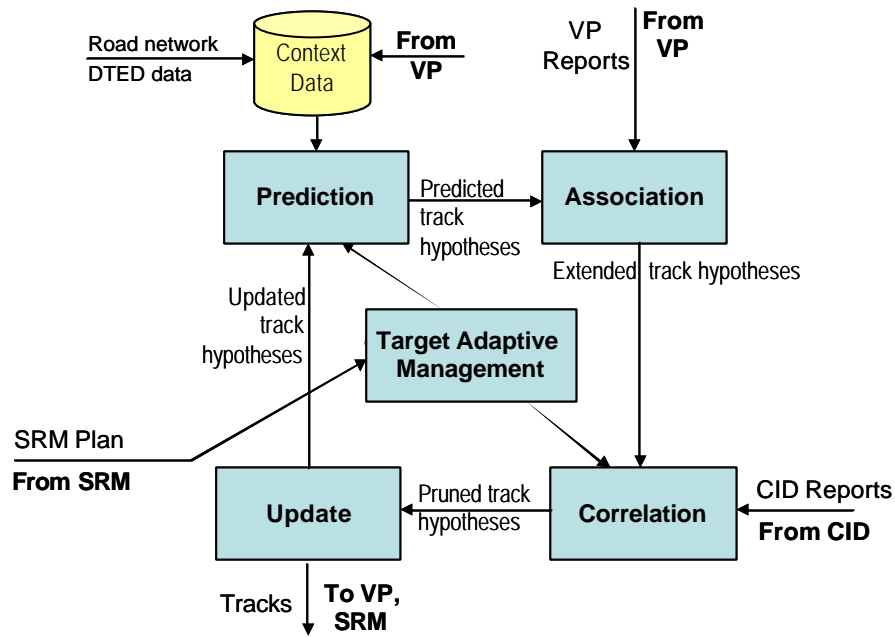 Road network
DTED data
Context
Data
From
VP
VP
Reports
From
VP
Prediction
Predicted
track
hypotheses
Association
Extended track hypotheses
Updated
track
hypotheses
Target Adaptive
Management
SRM Plan
From SRM
Update
Pruned track
hypotheses
Correlation
CID Reports
From CID
Tracks
To VP,
SRM